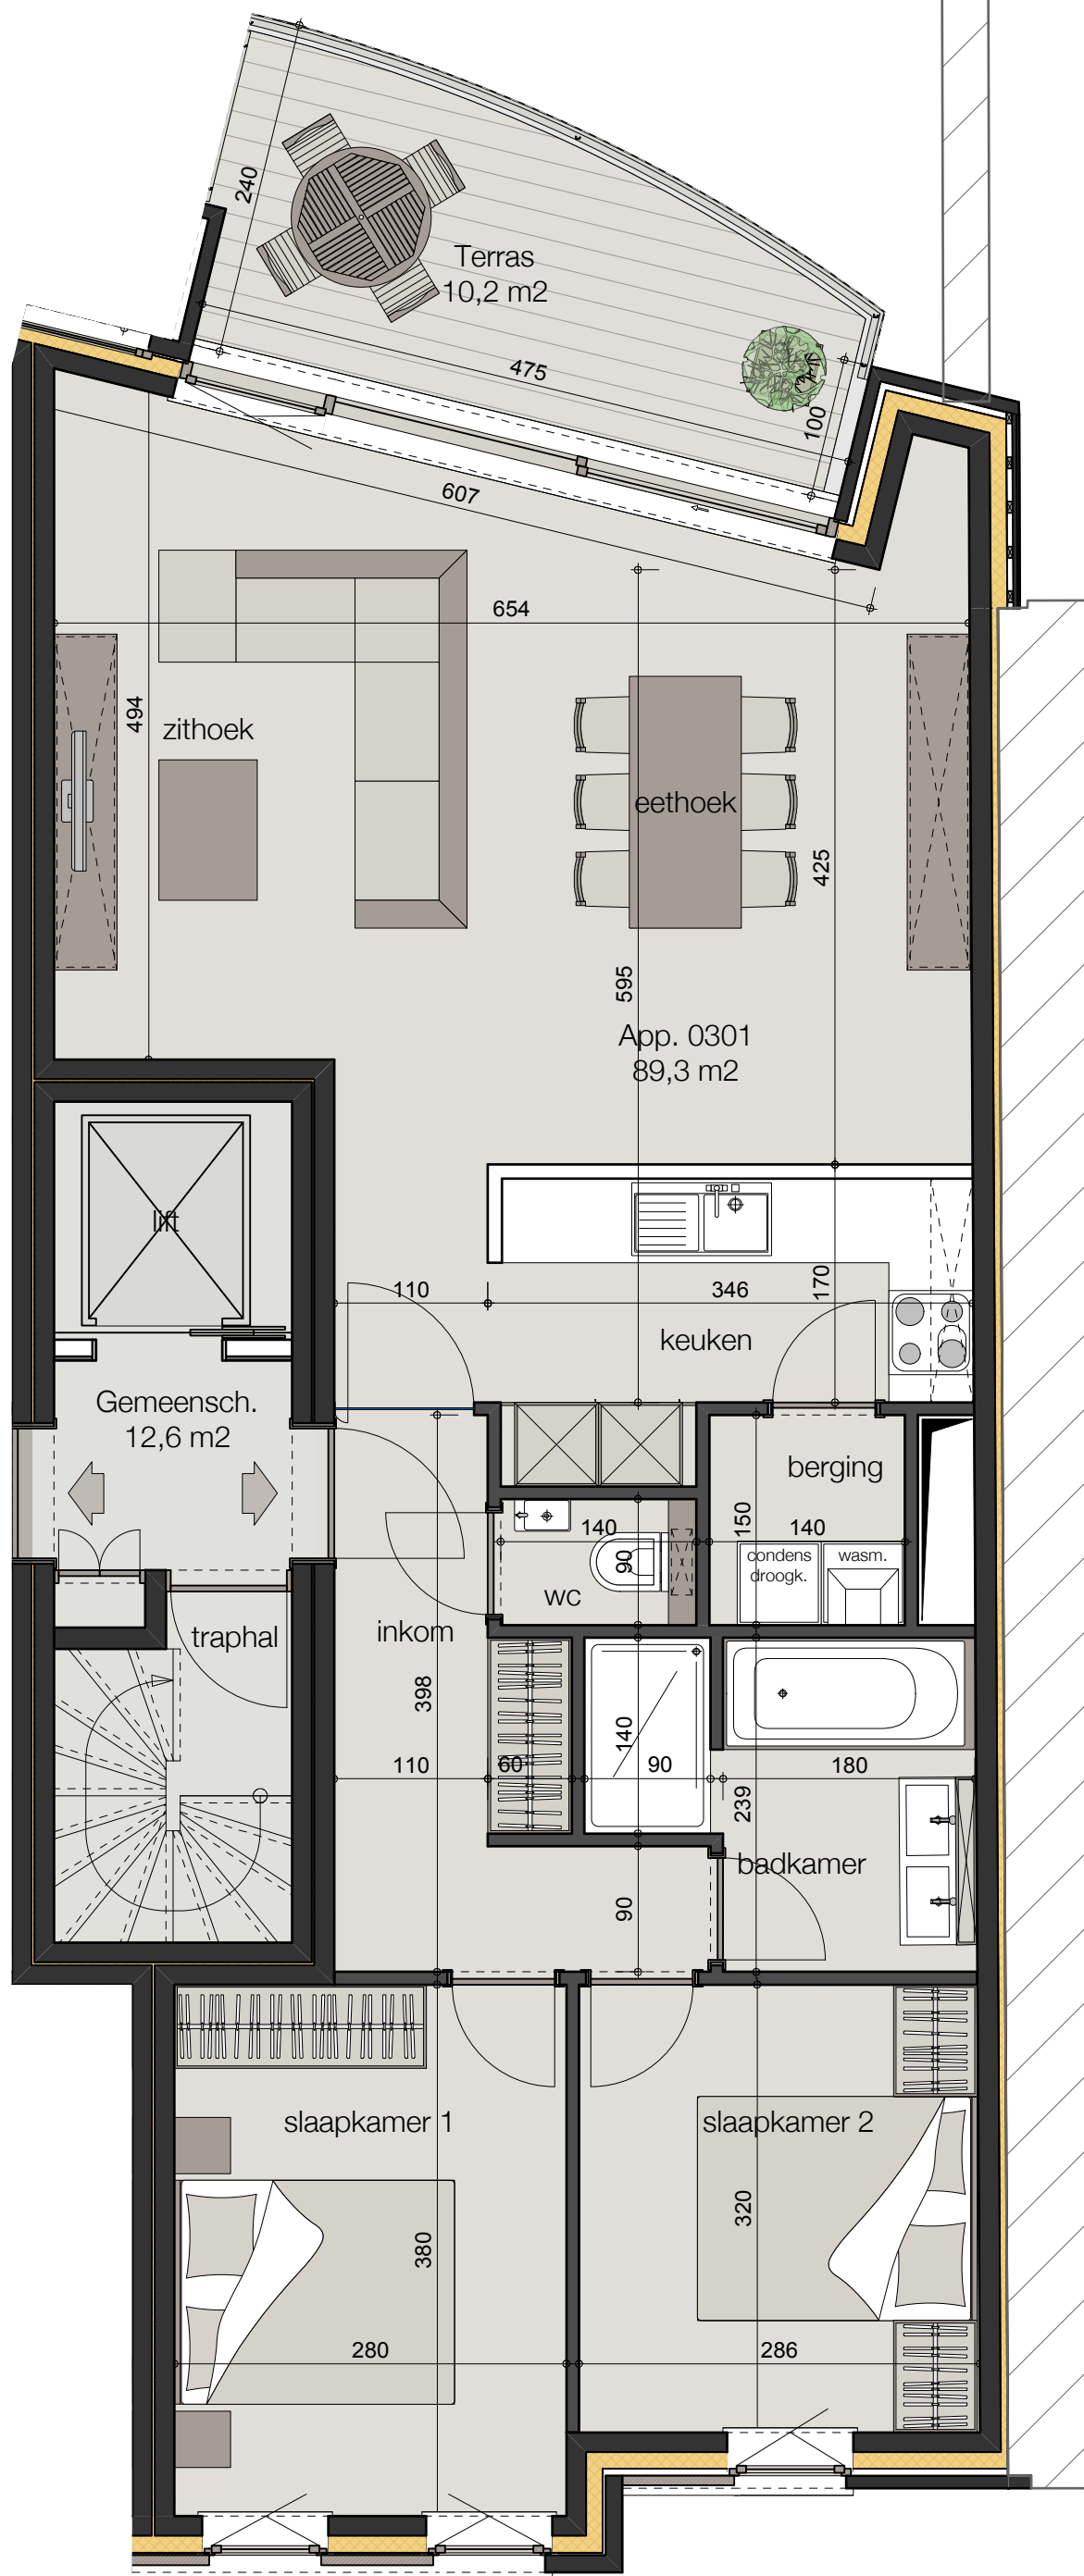 240
Terras
10,2 m2
475
100
607
654
494
zithoek
eethoek
425
595
App. 0301
89,3 m2
lift
110
346
170
keuken
Gemeensch.
12,6 m2
berging
150
140
140
90
condens
droogk.
wasm.
wc
traphal
inkom
398
140
110
60
90
180
239
badkamer
90
slaapkamer 1
slaapkamer 2
320
380
280
286